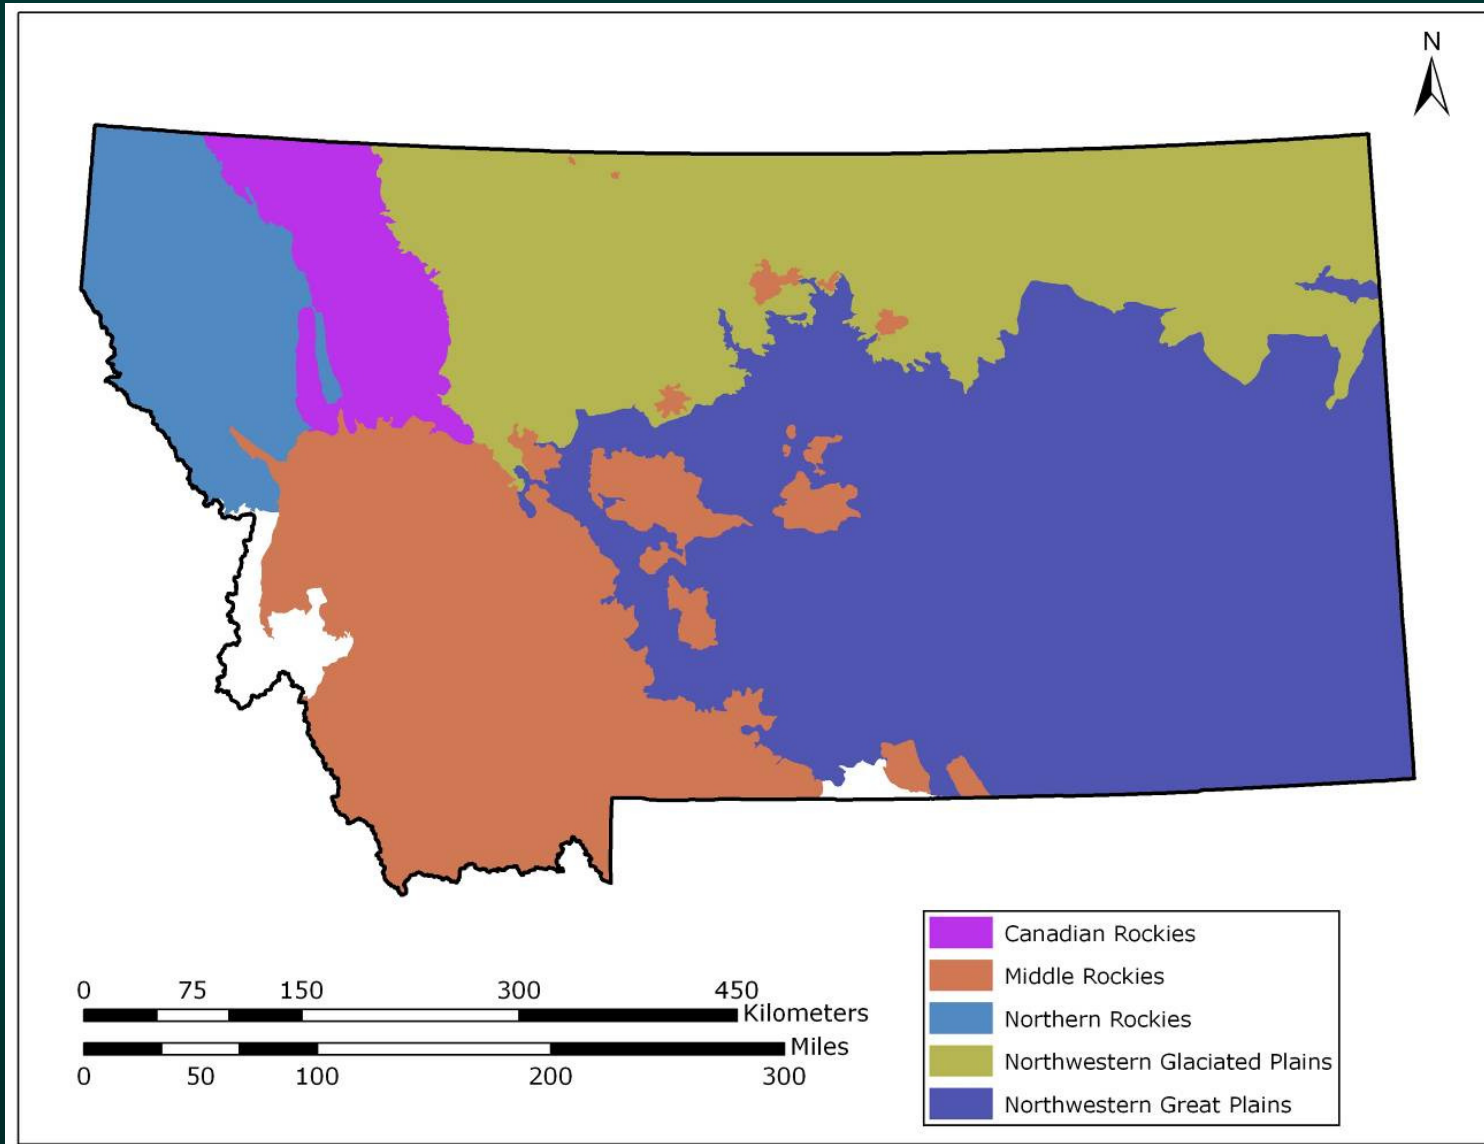 N
Canadian Rockies
Middle Rockies
Northern Rockies
Northwestern Glaciated Plains
Northwestern Great Plains
0 75 150 300 450
Kilometers
Miles
0 50 100 200 300